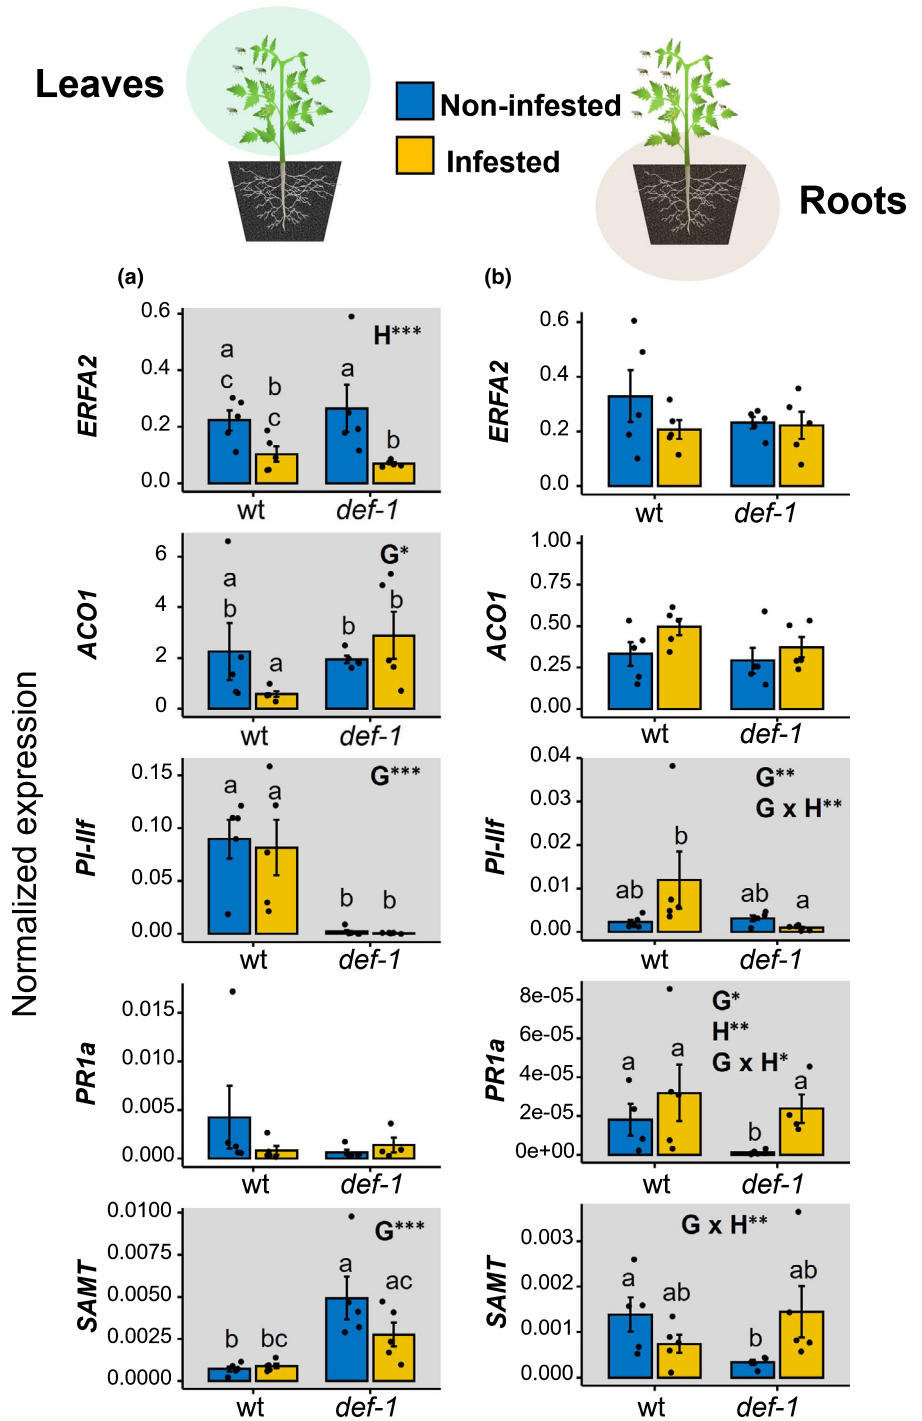 Leaves
Non-infested
Infested
Roots
(a)
(b)
Normalized expression
ERFA2
0.6
0.4
0.2
0.0
H***
a
c
b
c
a
b
wt
def-1
ERFA2
0.6
0.4
0.2
0.0
wt
def-1
ACO1
6
4
2
0
G*
a
b
a
b
b
wt
def-1
ACO1
1.00
0.75
0.50
0.25
0.00
wt
def-1
PI-IIf
0.15
0.10
0.05
0.00
G***
a
a
b
b
wt
def-1
PI-IIf
0.04
0.03
0.02
0.01
0.00
G**
G x H**
ab
b
ab
a
wt
def-1
PR1a
0.015
0.010
0.005
0.000
wt
def-1
PR1a
8e-05
6e-05
4e-05
2e-05
0e+00
G*
H**
G x H*
a
a
b
a
wt
def-1
SAMT
0.0100
0.0075
0.0050
0.0025
0.0000
G***
b
bc
a
ac
wt
def-1
SAMT
0.003
0.002
0.001
0.000
G x H**
a
ab
b
ab
wt
def-1